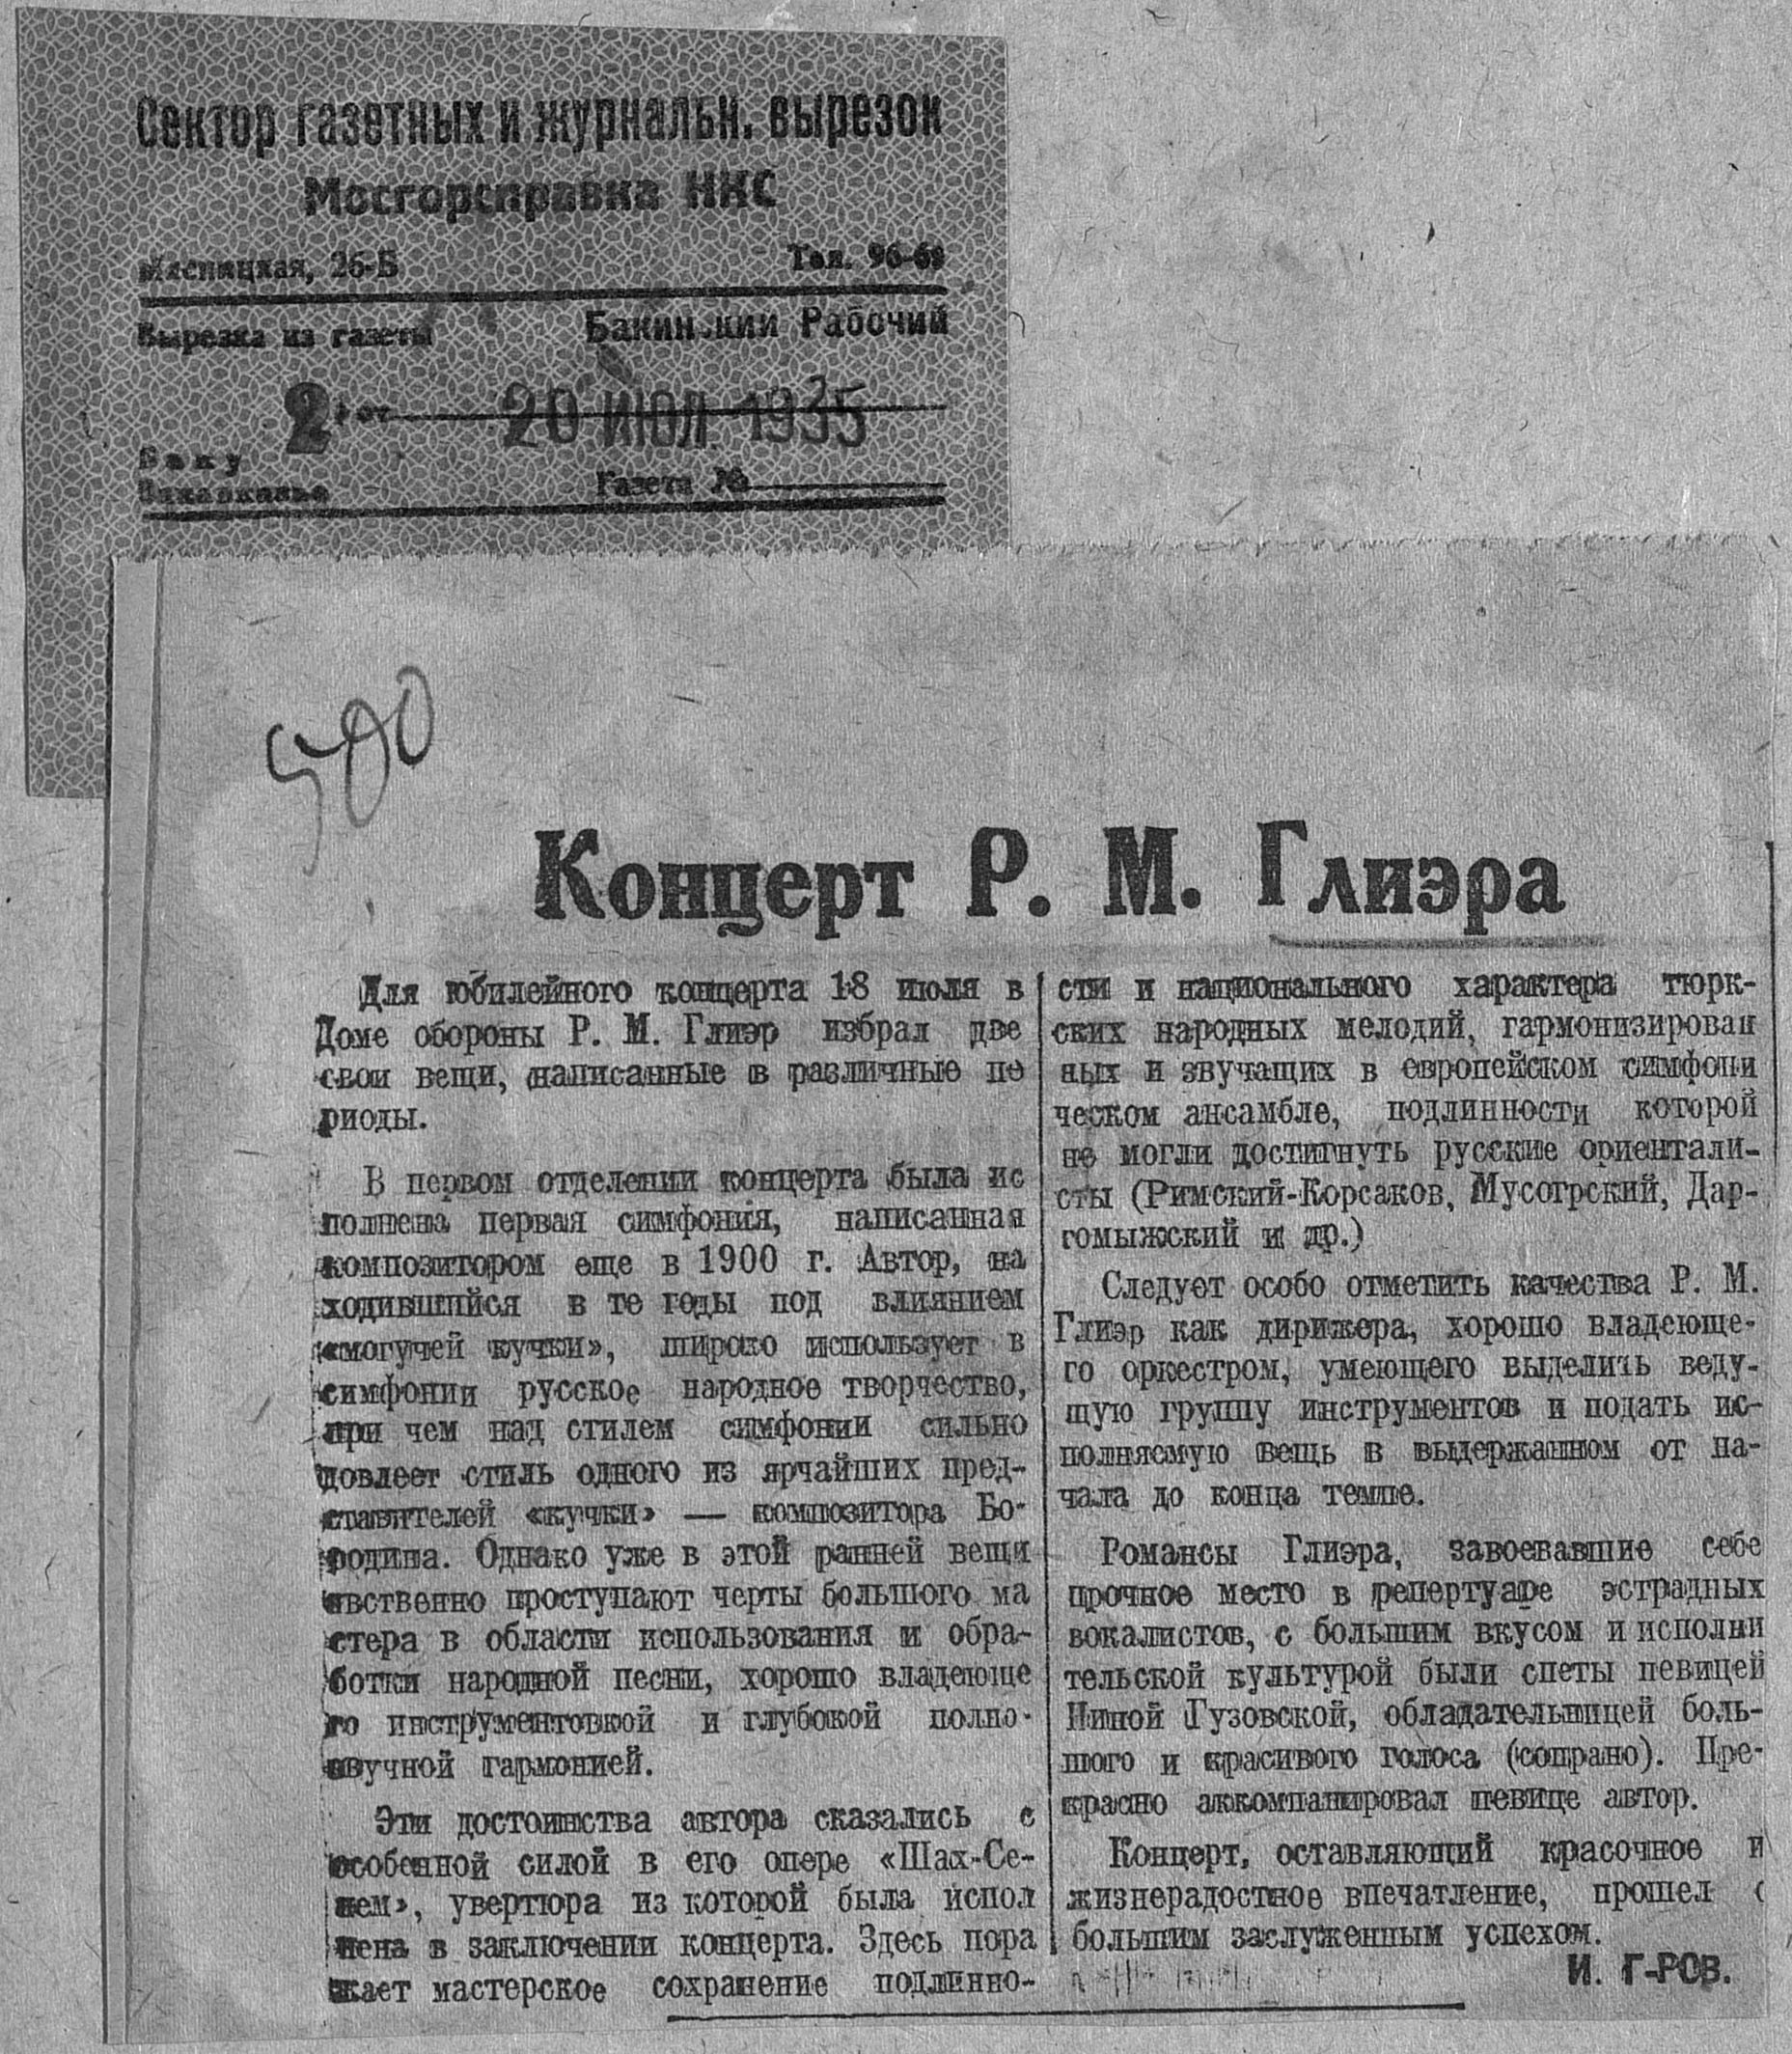 Сектор газетных и журнальн. вырезок
Мосгорсправка НКС
Мясницкая, 26-Б Тел. 96-69
Вырезка из газеты Бакинский Рабочий
2 от 20 ИЮЛ. 1935
Баку
Закавказье Газета №
500
Концерт Р. М. Глиэра
Для юбилейного концерта 18 июля в
Доме обороны Р. М. Глиэр избрал две
свои вещи, написанные в различные пе
риоды.
В первом отделении концерта была ис
полнена первая симфония, написанная
композитором еще в 1900 г. Автор, на
ходившийся в те годы под влиянием
«могучей кучки», широко использует в
симфонии русское народное творчество,
при чем над стилем симфонии сильно
довлеет стиль одного из ярчайших пред-
ставителей «кучки» — композитора Бо-
родина. Однако уже в этой ранней вещи
явственно проступают черты большого ма
стера в области использования и обра-
ботки народной песни, хорошо владеюще
го инструментовкой и глубокой полно-
звучной гармонией.
Эти достоинства автора сказались с
особенной силой в его опере «Шах-Се-
нем», увертюра из которой была испол
нена в заключении концерта. Здесь пора
жает мастерское сохранение подлинно-
сти и национального характера тюрк-
ских народных мелодий, гармонизирован
ных и звучащих в европейском симфони
ческом ансамбле, подлинности которой
не могли достигнуть русские ориентали-
сты (Римский-Корсаков, Мусогрский, Дар-
гомыжский и др.)
Следует особо отметить качества Р. М.
Глиэр как дирижера, хорошо владеюще-
го оркестром, умеющего выделить веду-
щую группу инструментов и подать ис-
полняемую вещь в выдержанном от на-
чала до конца темпе.
Романсы Глиэра, завоевавшие себе
прочное место в репертуаре эстрадных
вокалистов, с большим вкусом и исполни
тельской культурой были спеты певицей
Ниной Гузовской, обладательницей боль-
шого и красивого голоса (сопрано). Пре-
красно аккомпанировал певице автор.
Концерт, оставляющий красочное и
жизнерадостное впечатление, прошел с
большим заслуженным успехом.
И. Г-РОВ.